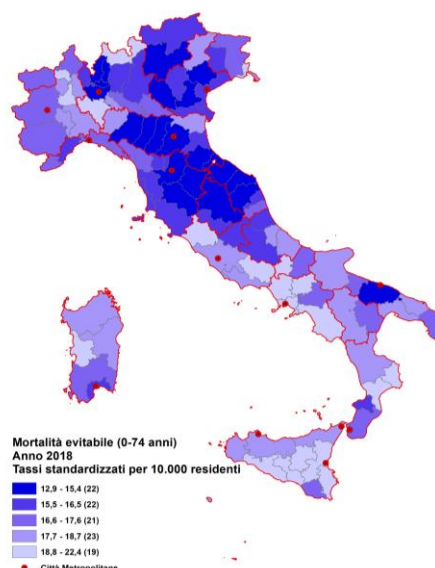 Mortalità evitabile (0-74 anni)
Anno 2018
Tassi standardizzati per 10.000 residenti
12,9 - 15,4 (22)
15,5 - 16,5 (22)
16,6 - 17,6 (21)
17,7 - 18,7 (23)
18,8 - 22,4 (19)
Città Metropolitane